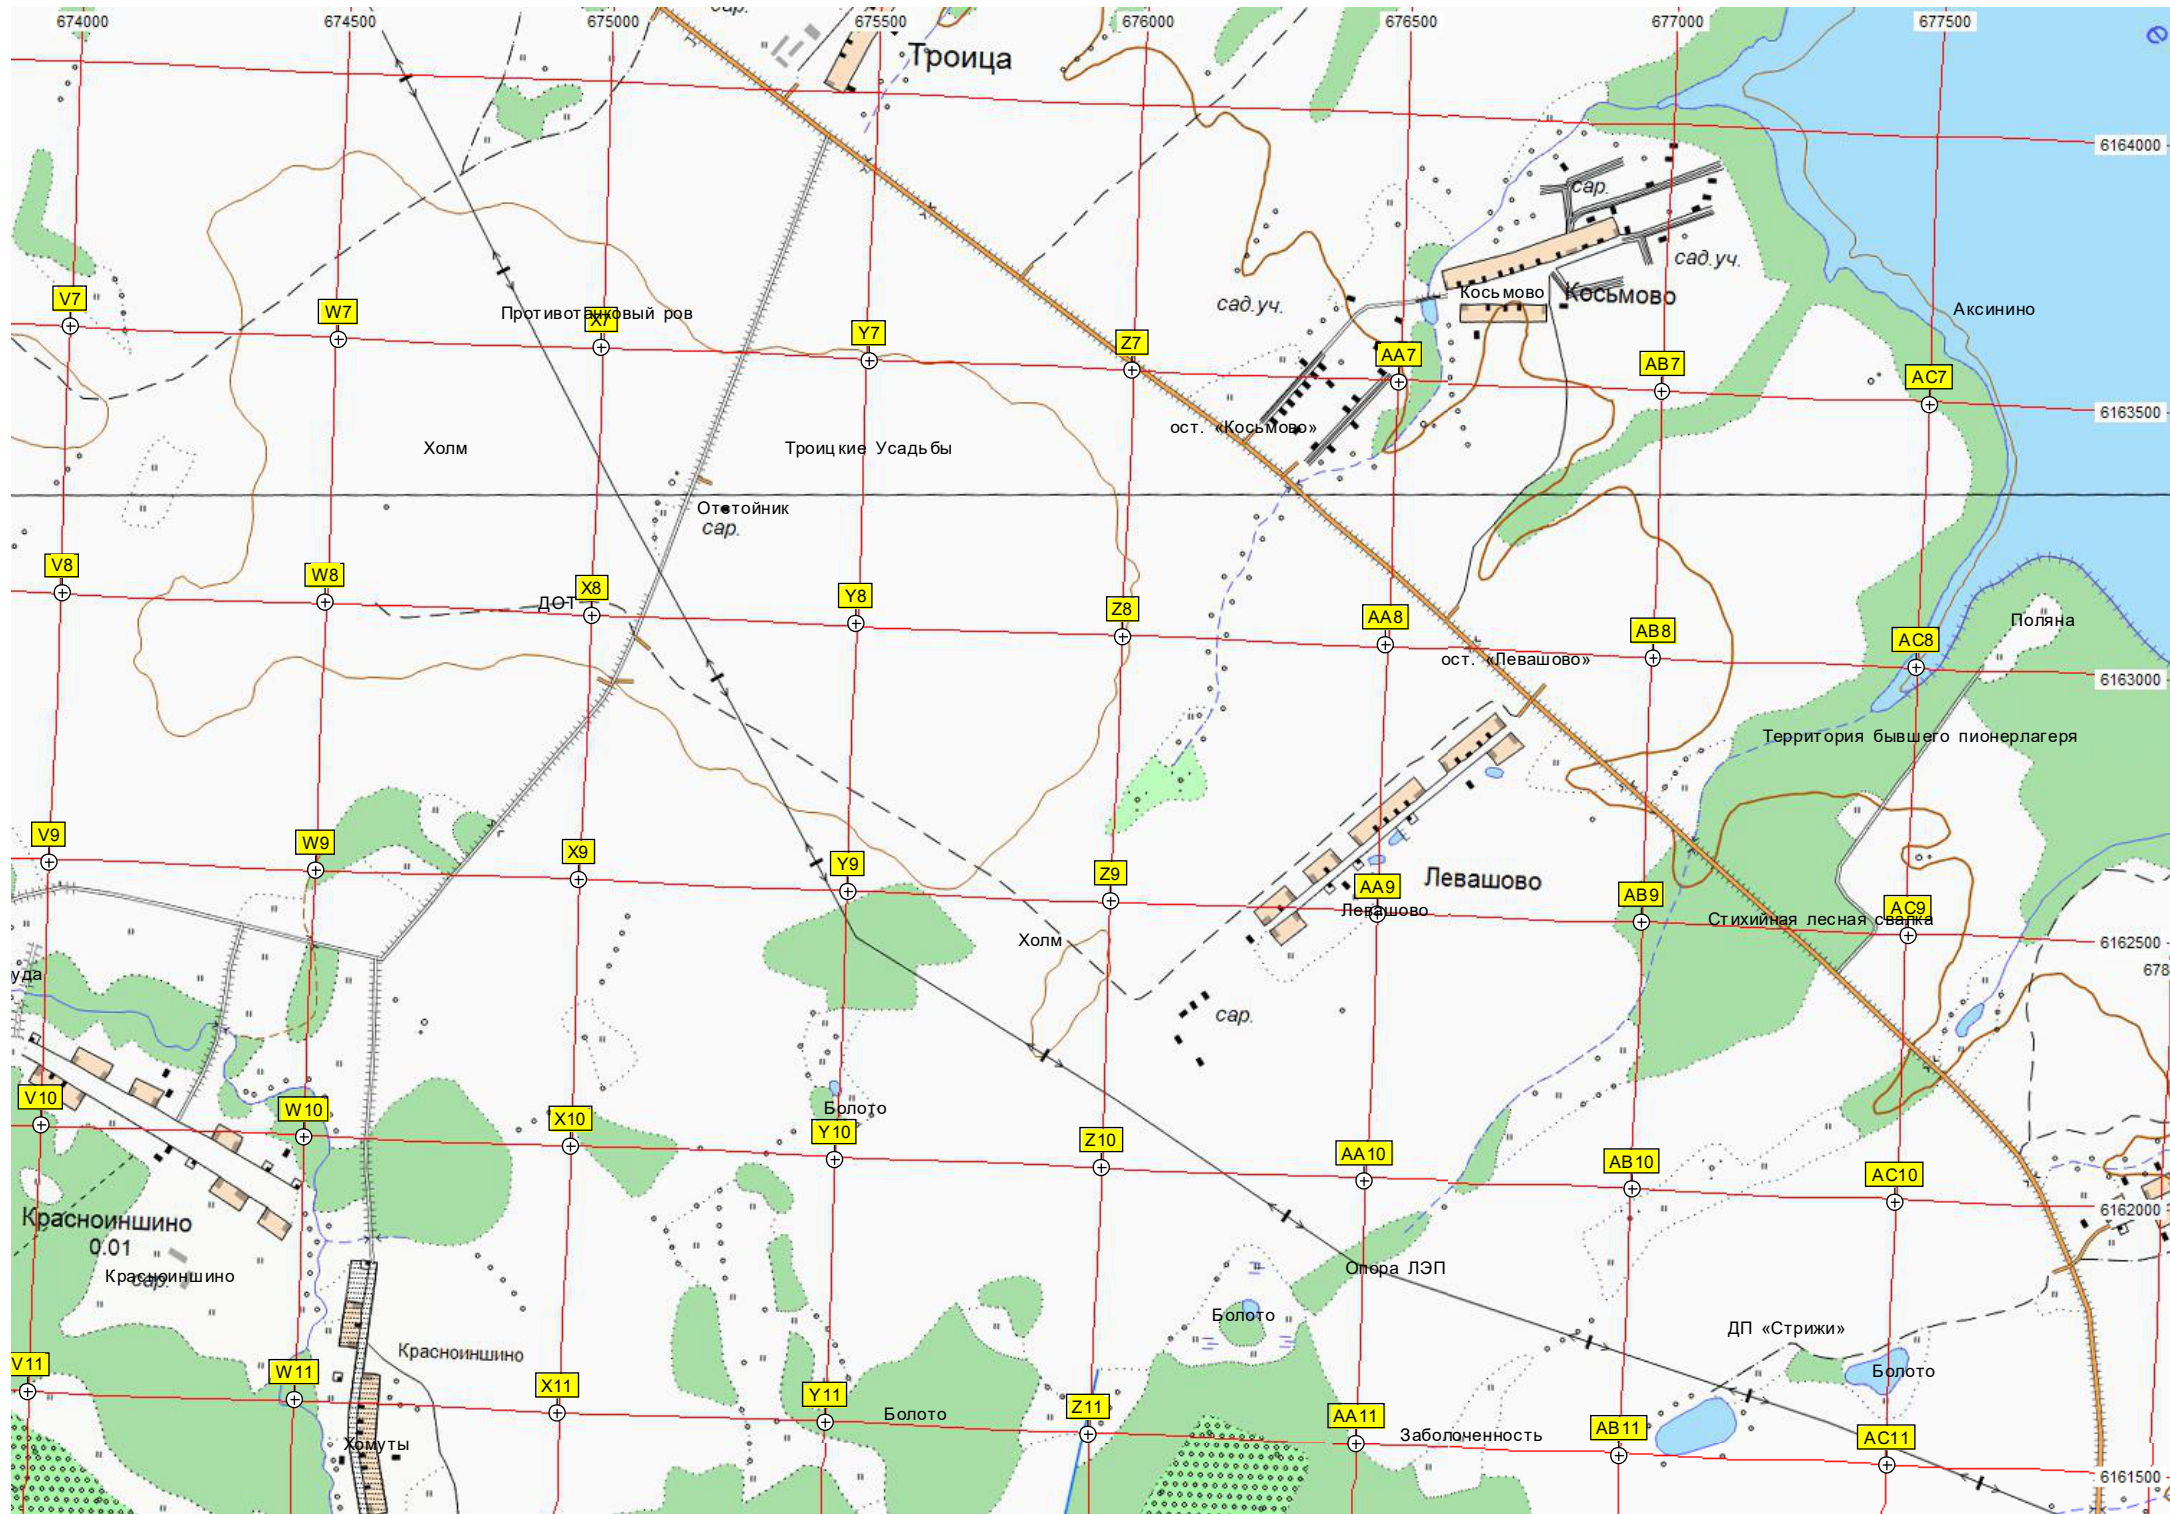 сар.
674000 674500 675000 675500 676000 676500 677000 677500
Троица
6164000
сар.
сад.уч.
V7 W7 Противотанковый ров X7 Y7 Z7 сад.уч. Косьмово Косьмово Аксинино
AA7 AB7 AC7
6163500
Холм Троицкие Усадьбы ост. «Косьмово»
Отстойник
сар.
V8 W8 ДОТ X8 Y8 Z8 AA8 AB8 AC8 Поляна
ост. «Левашово»
6163000
Территория бывшего пионерлагеря
V9 W9 X9 Y9 Z9 AA9 Левашово AB9 AC9
Левашово Стихийная лесная свалка
Холм 6162500
уда 678
сар.
V10 W10 X10 Болото Y10 Z10 AA10 AB10 AC10
Красноиншино
0.01
6162000
Красноиншино
сар.
Опора ЛЭП
Болото ДП «Стрижи»
Красноиншино
Болото
V11 W11 X11 Y11 Болото Z11 AA11 Заболоченность AB11 AC11
Хомуты
6161500